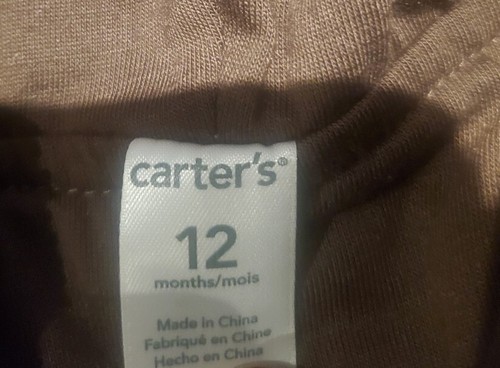 carter's®
12
months/mois
Made in China
Fabriqué en Chine
Hecho en China